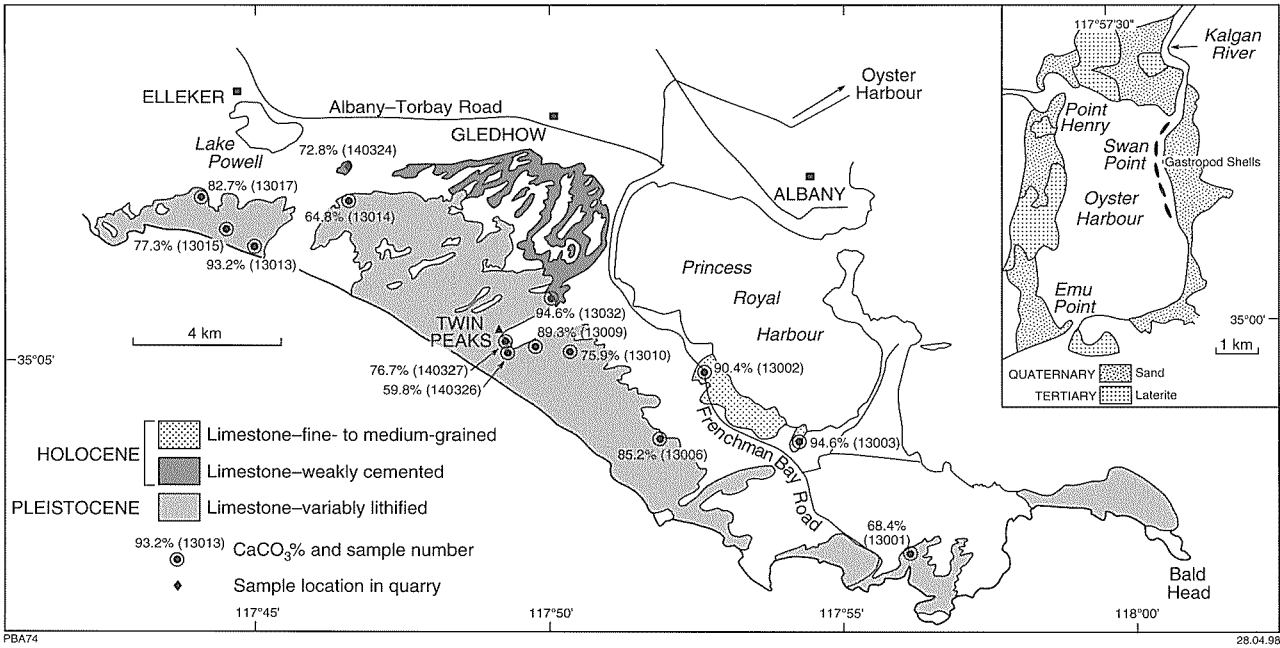 ELLEKER
Albany–Torbay Road
GLEDHOW
Oyster
Harbour
Lake
Powell
72.8% (140324)
ALBANY
82.7% (13017)
64.8% (13014)
77.3% (13015)
93.2% (13013)
Princess
Royal
Harbour
4 km
TWIN
PEAKS
94.6% (13032)
89.3% (13009)
75.9% (13010)
35°05'
76.7% (140327)
59.8% (140326)
90.4% (13002)
Frenchman Bay Road
94.6% (13003)
85.2% (13006)
68.4%
(13001)
Bald
Head
HOLOCENE
Limestone–fine- to medium-grained
Limestone–weakly cemented
PLEISTOCENE
Limestone–variably lithified
93.2% (13013)
CaCO₃% and sample number
Sample location in quarry
117°45'
117°50'
117°55'
118°00'
PBA74
28.04.98
117°57'30"
Kalgan
River
Point
Henry
Swan
Point
Gastropod Shells
Oyster
Harbour
Emu
Point
35°00'
1 km
QUATERNARY
Sand
TERTIARY
Laterite